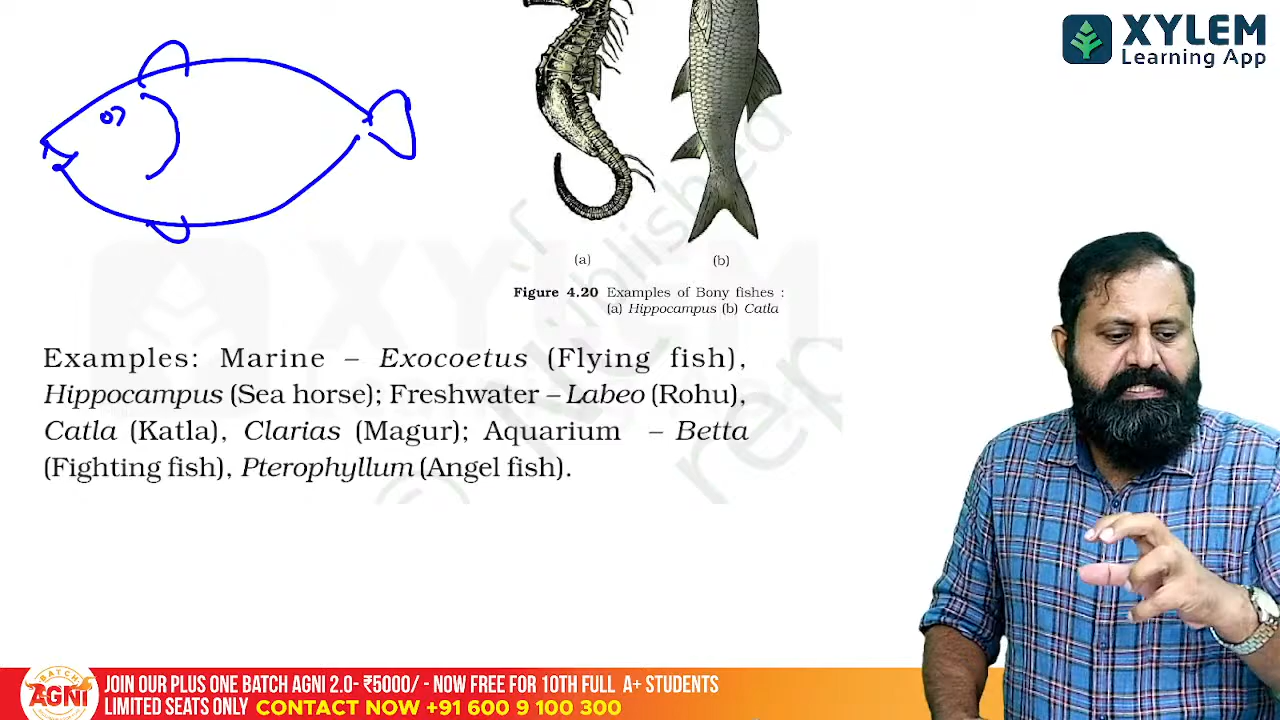 XYLEM
Learning App
(a) (b)
Figure 4.20 Examples of Bony fishes :
(a) Hippocampus (b) Catla
Examples: Marine – Exocoetus (Flying fish),
Hippocampus (Sea horse); Freshwater – Labeo (Rohu),
Catla (Katla), Clarias (Magur); Aquarium – Betta
(Fighting fish), Pterophyllum (Angel fish).
BATCH
AGNI
JOIN OUR PLUS ONE BATCH AGNI 2.0- ₹5000/ - NOW FREE FOR 10TH FULL A+ STUDENTS
LIMITED SEATS ONLY CONTACT NOW +91 600 9 100 300